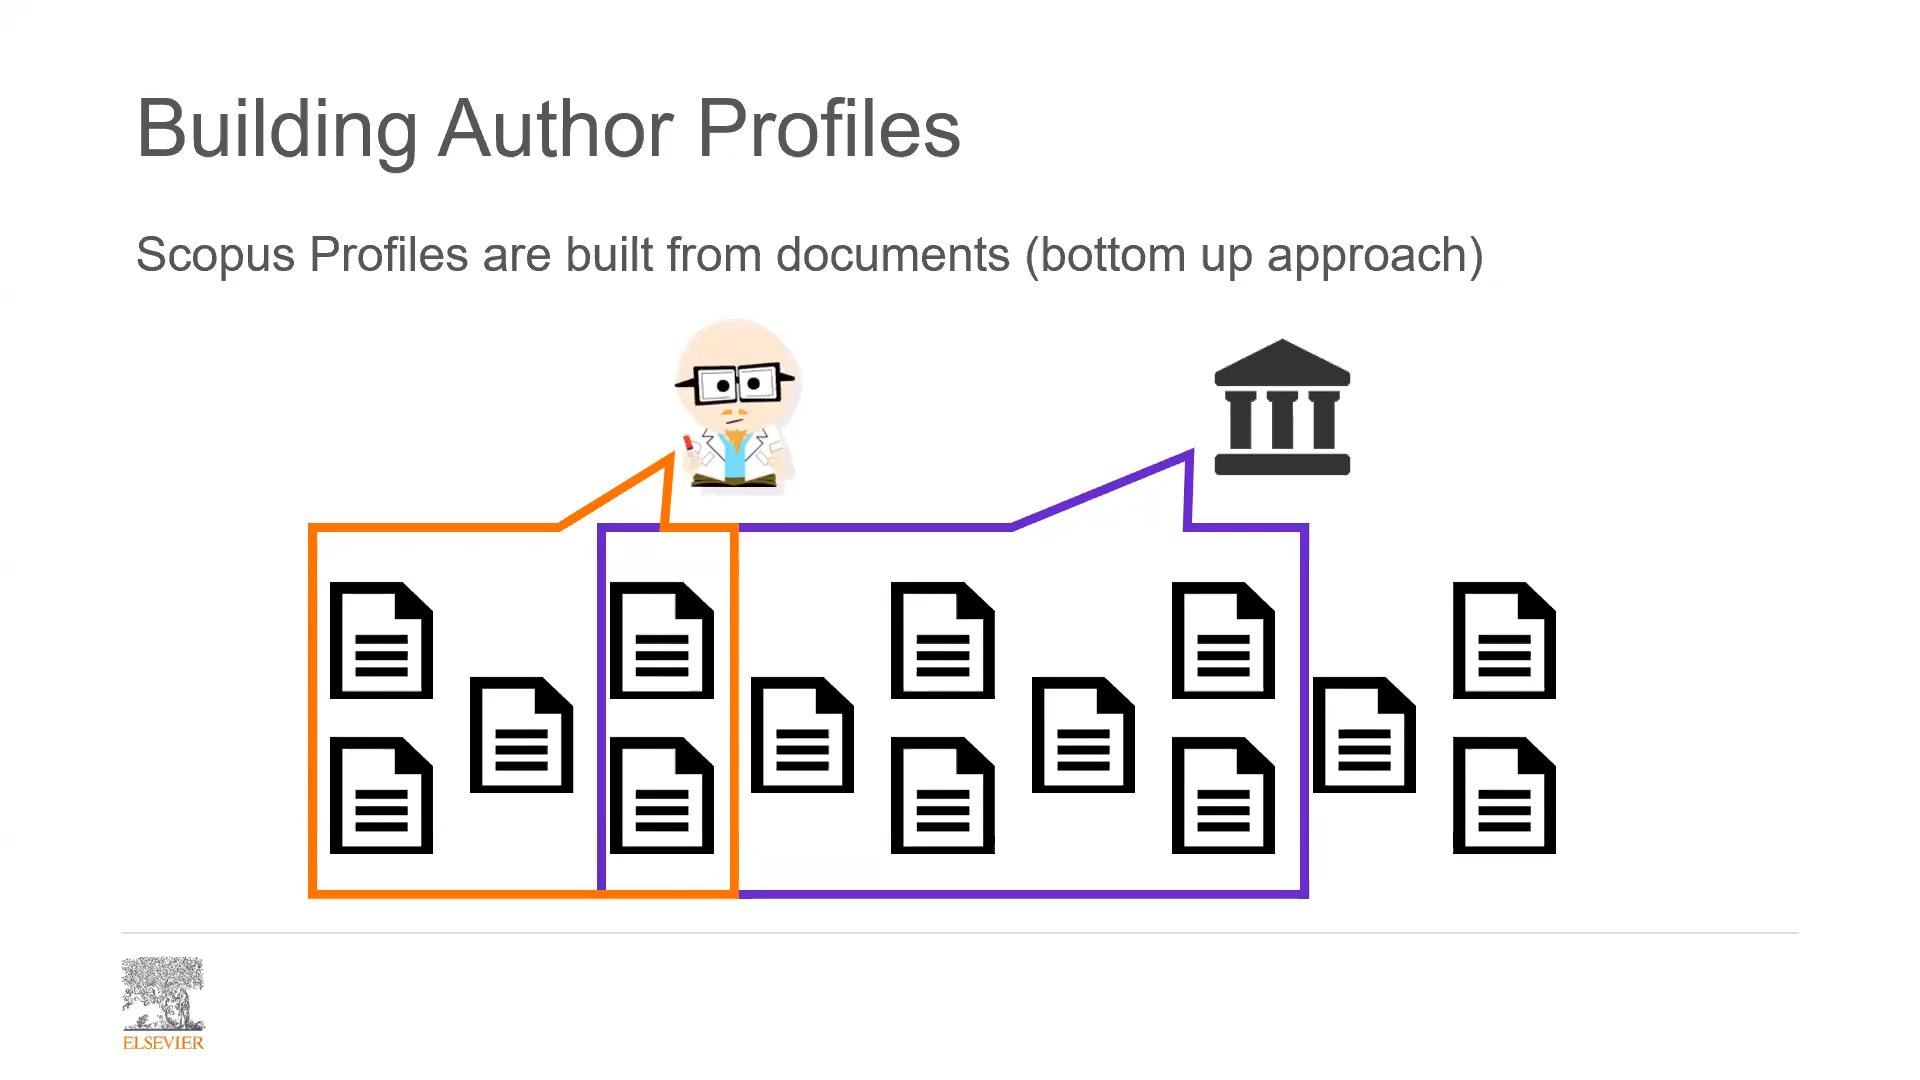 Building Author Profiles
Scopus Profiles are built from documents (bottom up approach)
ELSEVIER